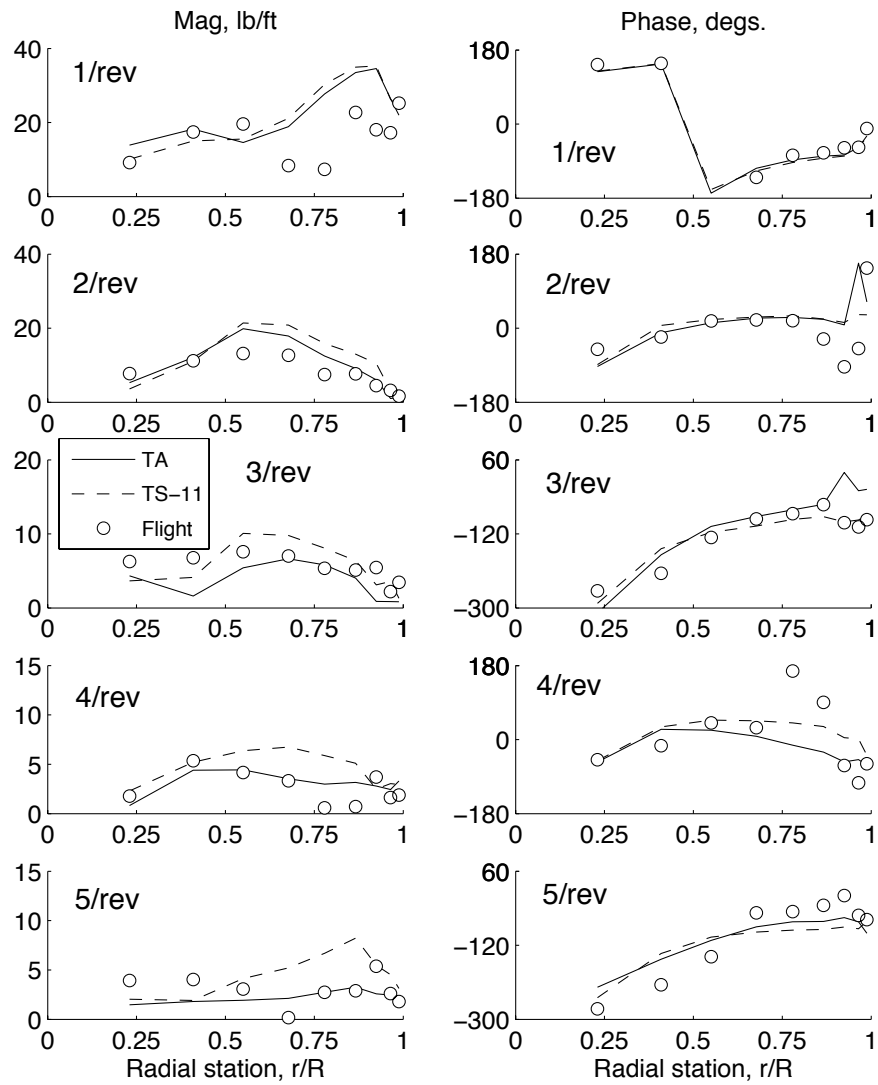 Mag, lb/ft
Phase, degs.
40
20
0
1/rev
0 0.25 0.5 0.75 1
180
0
−180
1/rev
0 0.25 0.5 0.75 1
40
20
0
2/rev
0 0.25 0.5 0.75 1
180
0
−180
2/rev
0 0.25 0.5 0.75 1
20
10
0
3/rev
TA
TS−11
Flight
0 0.25 0.5 0.75 1
60
−120
−300
3/rev
0 0.25 0.5 0.75 1
15
10
5
0
4/rev
0 0.25 0.5 0.75 1
180
0
−180
4/rev
0 0.25 0.5 0.75 1
15
10
5
0
5/rev
0 0.25 0.5 0.75 1
Radial station, r/R
60
−120
−300
5/rev
0 0.25 0.5 0.75 1
Radial station, r/R